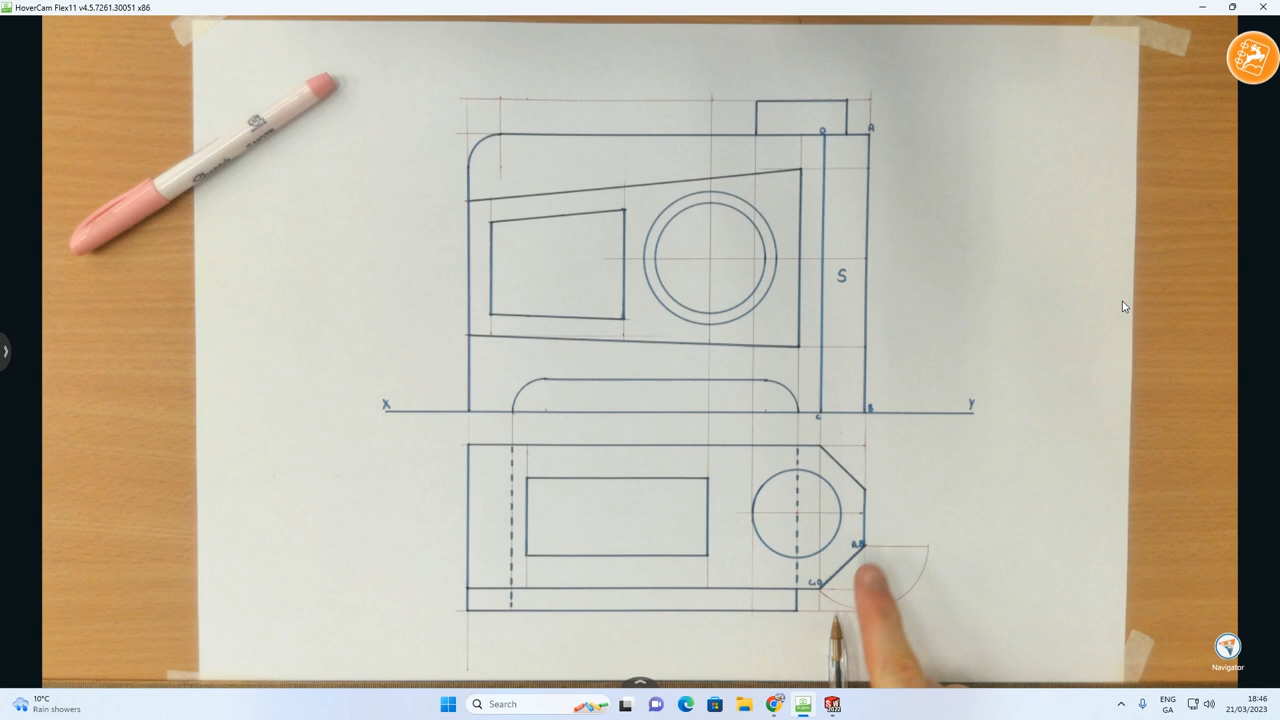 HoverCam Flex11 v4.5.7261.30051 x86
D
A
S
X
Y
C
B
A,B
C,D
Navigator
10°C
Rain showers
Search
ENG
GA
18:46
21/03/2023